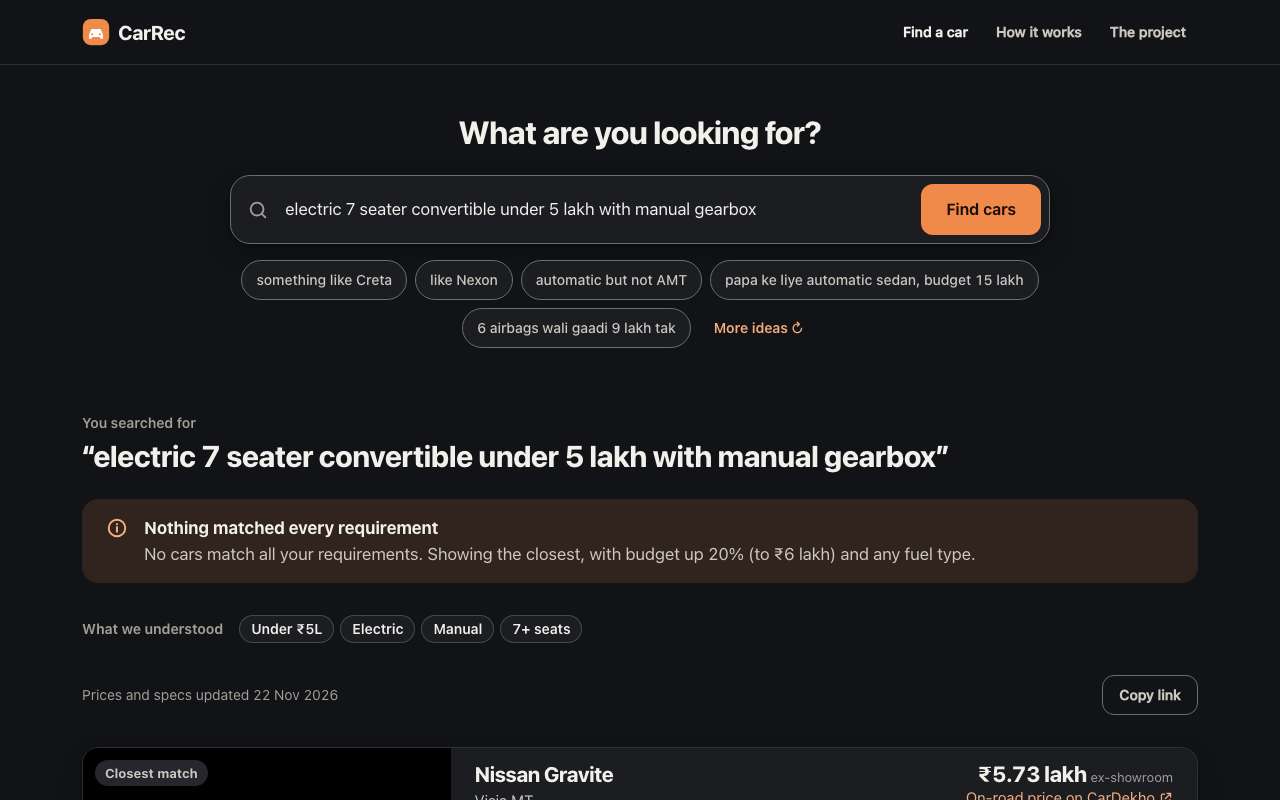 CarRec
Find a car
How it works
The project
What are you looking for?
electric 7 seater convertible under 5 lakh with manual gearbox
Find cars
something like Creta
like Nexon
automatic but not AMT
papa ke liye automatic sedan, budget 15 lakh
6 airbags wali gaadi 9 lakh tak
More ideas ↻
You searched for
“electric 7 seater convertible under 5 lakh with manual gearbox”
Nothing matched every requirement
No cars match all your requirements. Showing the closest, with budget up 20% (to ₹6 lakh) and any fuel type.
What we understood
Under ₹5L
Electric
Manual
7+ seats
Prices and specs updated 22 Nov 2026
Copy link
Closest match
Nissan Gravite
₹5.73 lakh ex-showroom
Visia MT
On-road price on CarDekho